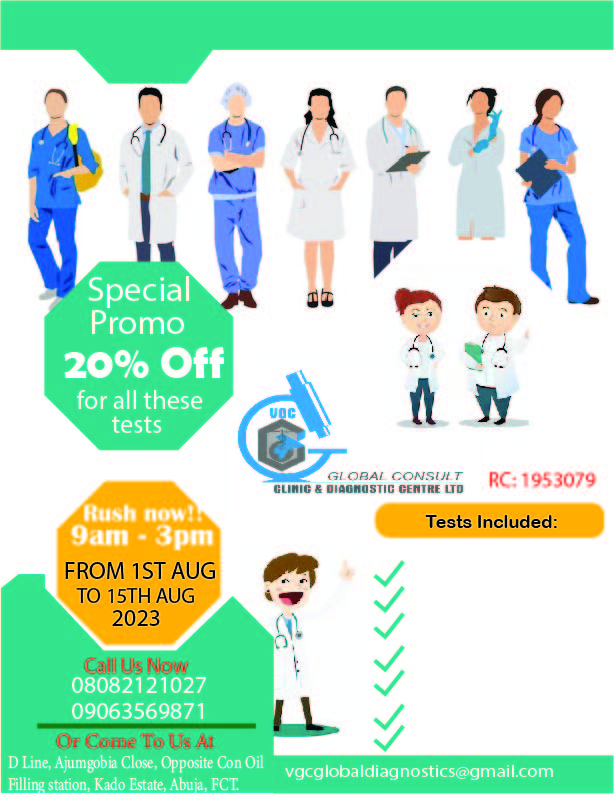 Special
Promo
20% Off
for all these
tests
VGC
GLOBAL CONSULT
CLINIC & DIAGNOSTIC CENTRE LTD
RC: 1953079
Tests Included:
Rush now!!
9am - 3pm
FROM 1ST AUG
TO 15TH AUG
2023
Call Us Now
08082121027
09063569871
Or Come To Us At
D Line, Ajumgobia Close, Opposite Con Oil
Filling station, Kado Estate, Abuja, FCT.
vgcglobaldiagnostics@gmail.com